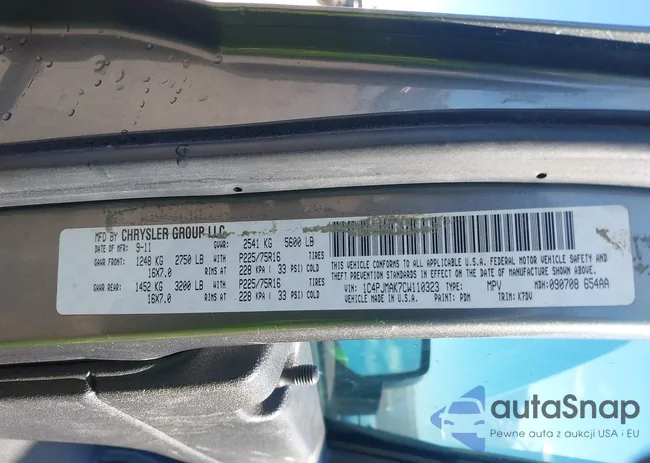 MFD BY CHRYSLER GROUP LLC
DATE OF MFR: 9-11 GVWR: 2541 KG 5600 LB
GAWR FRONT: 1248 KG 2750 LB WITH P225/75R16 TIRES
16X7.0 RIMS AT 228 KPA ( 33 PSI COLD)
GAWR REAR: 1452 KG 3200 LB WITH P225/75R16 TIRES
16X7.0 RIMS AT 228 KPA ( 33 PSI COLD)
THIS VEHICLE CONFORMS TO ALL APPLICABLE U.S.A. FEDERAL MOTOR VEHICLE SAFETY AND
THEFT PREVENTION STANDARDS IN EFFECT ON THE DATE OF MANUFACTURE SHOWN ABOVE.
VIN: 1C4PJMAK7CW110323 TYPE: MPV MDH: 090708 654AA
MADE IN U.S.A. PAINT: PDM TRIM: K7DV
autaSnap
Pewne auta z aukcji USA i EU